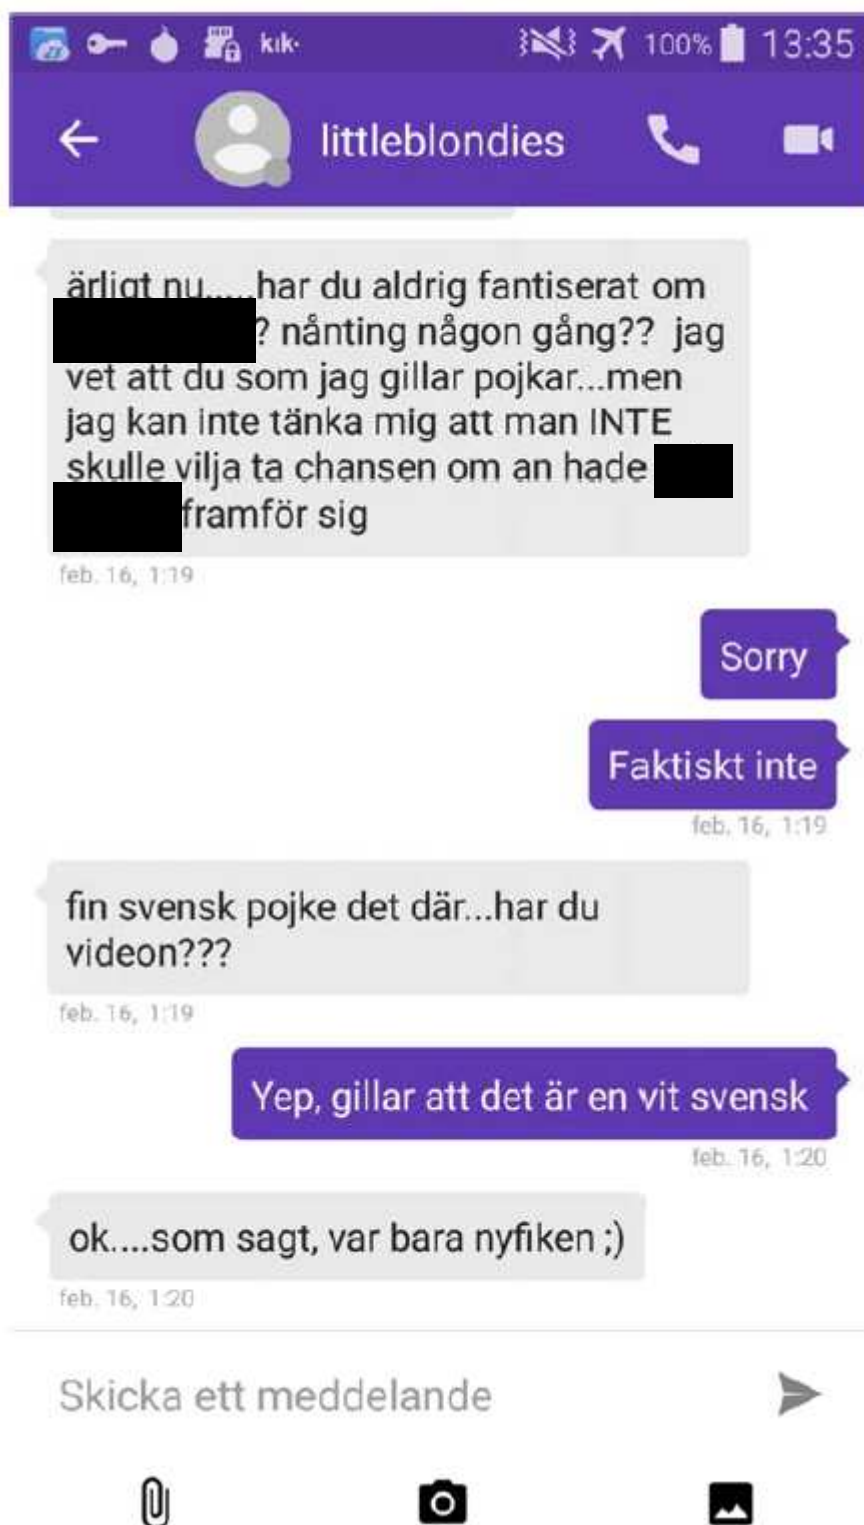 kik·
100% 13:35
littleblondies
ärligt nu.....har du aldrig fantiserat om
? nånting någon gång?? jag
vet att du som jag gillar pojkar...men
jag kan inte tänka mig att man INTE
skulle vilja ta chansen om an hade
framför sig
feb. 16, 1:19
Sorry
Faktiskt inte
feb. 16, 1:19
fin svensk pojke det där...har du
videon???
feb. 16, 1:19
Yep, gillar att det är en vit svensk
feb. 16, 1:20
ok....som sagt, var bara nyfiken ;)
feb. 16, 1:20
Skicka ett meddelande